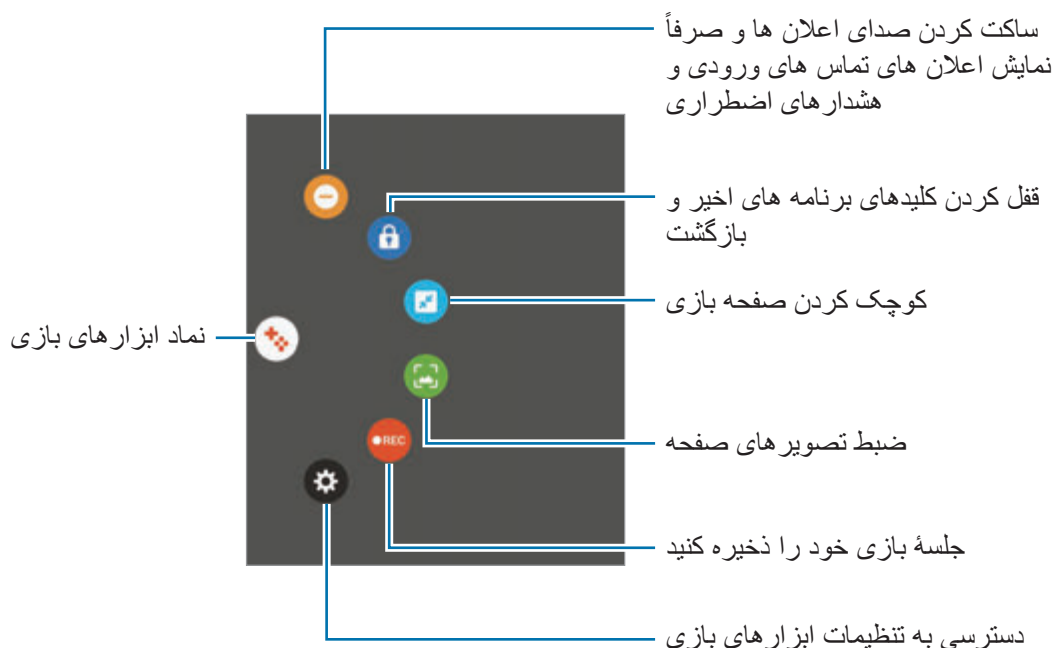 ساکت کردن صدای اعلان ها و صرفاً
نمایش اعلان های تماس های ورودی و
هشدارهای اضطراری
قفل کردن کلیدهای برنامه های اخیر و
بازگشت
کوچک کردن صفحه بازی
نماد ابزارهای بازی
ضبط تصویرهای صفحه
REC
جلسۀ بازی خود را ذخیره کنید
دسترسی به تنظیمات ابزارهای بازی